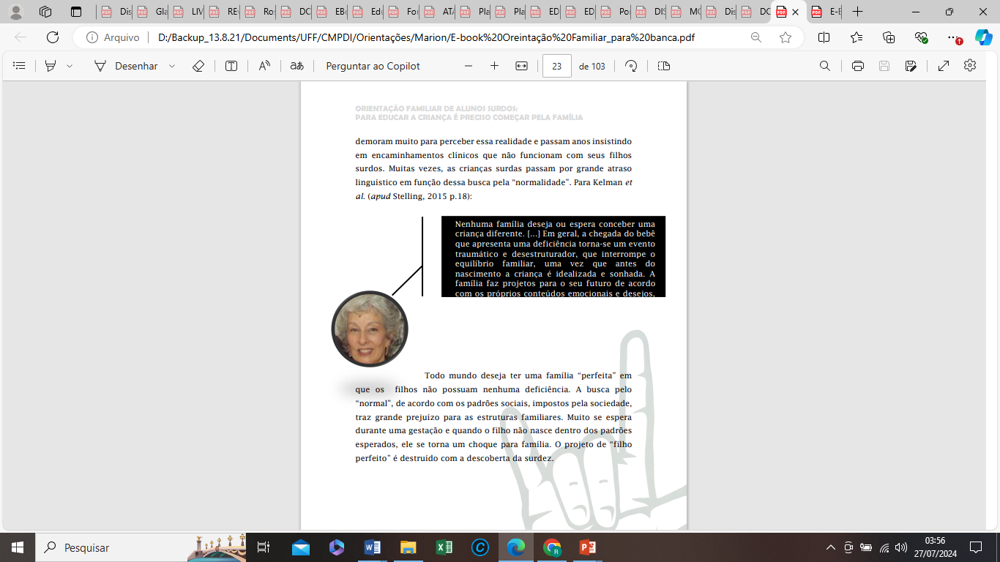 Dis
Gla
LIV
RE
Ro
DC
EB
Edu
For
ATA
Pla
Pla
ED
ED
Po
DIS
MC
Dis
DC
E-E
Arquivo
D:/Backup_13.8.21/Documents/UFF/CMPDI/Orientações/Marion/E-book%20Oreintação%20Familiar_para%20banca.pdf
Desenhar
Perguntar ao Copilot
23
de 103
ORIENTAÇÃO FAMILIAR DE ALUNOS SURDOS:
PARA EDUCAR A CRIANÇA É PRECISO COMEÇAR PELA FAMÍLIA
demoram muito para perceber essa realidade e passam anos insistindo
em encaminhamentos clínicos que não funcionam com seus filhos
surdos. Muitas vezes, as crianças surdas passam por grande atraso
linguístico em função dessa busca pela “normalidade”. Para Kelman et
al. (apud Stelling, 2015 p.18):
Nenhuma família deseja ou espera conceber uma
criança diferente. [...] Em geral, a chegada do bebê
que apresenta uma deficiência torna-se um evento
traumático e desestruturador, que interrompe o
equilíbrio familiar, uma vez que antes do
nascimento a criança é idealizada e sonhada. A
família faz projetos para o seu futuro de acordo
com os próprios conteúdos emocionais e desejos,
Todo mundo deseja ter uma família “perfeita” em
que os filhos não possuam nenhuma deficiência. A busca pelo
“normal”, de acordo com os padrões sociais, impostos pela sociedade,
traz grande prejuízo para as estruturas familiares. Muito se espera
durante uma gestação e quando o filho não nasce dentro dos padrões
esperados, ele se torna um choque para família. O projeto de “filho
perfeito” é destruído com a descoberta da surdez.
Pesquisar
03:56
27/07/2024